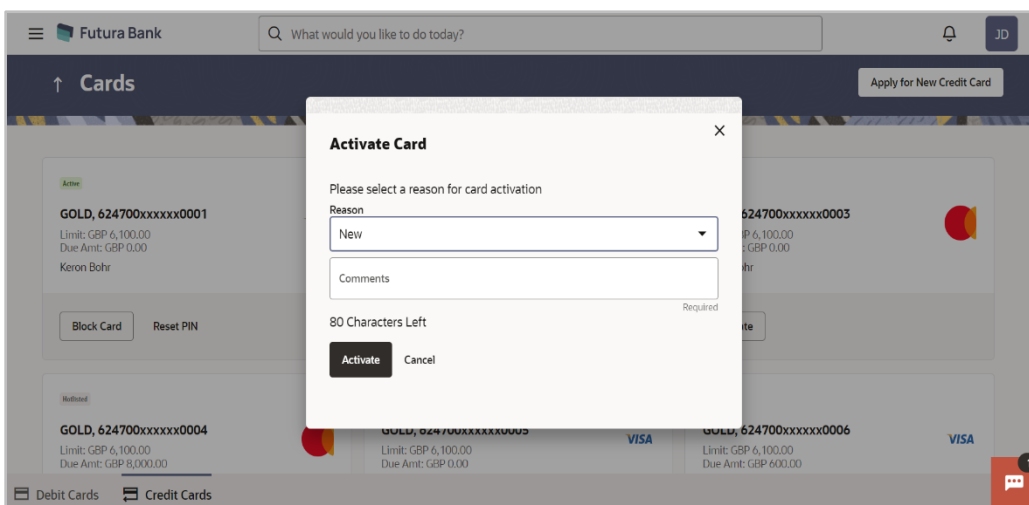 Futura Bank
What would you like to do today?
JD
↑ Cards
Apply for New Credit Card
Activate Card
Please select a reason for card activation
Reason
New
Comments
Required
80 Characters Left
Activate Cancel
Active
GOLD, 624700xxxxxx0001
Limit: GBP 6,100.00
Due Amt: GBP 0.00
Keron Bohr
Block Card Reset PIN
624700xxxxxx0003
P 6,100.00
: GBP 0.00
hr
te
Hotlisted
GOLD, 624700xxxxxx0004
Limit: GBP 6,100.00
Due Amt: GBP 8,000.00
GOLD, 624700xxxxxx0005
VISA
Limit: GBP 6,100.00
Due Amt: GBP 0.00
GOLD, 624700xxxxxx0006
VISA
Limit: GBP 6,100.00
Due Amt: GBP 600.00
Debit Cards Credit Cards